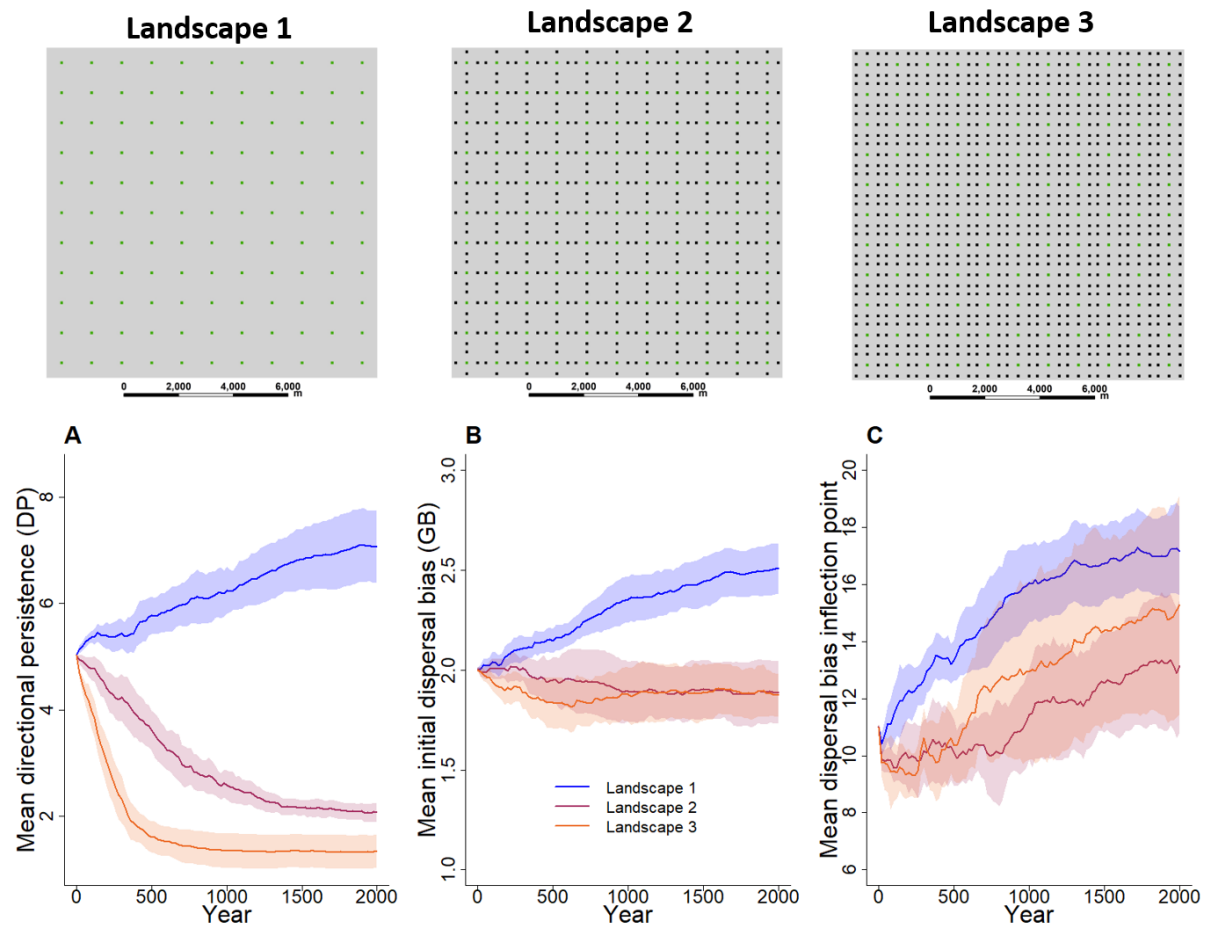 Landscape 1
Landscape 2
Landscape 3
0 2,000 4,000 6,000
m
0 2,000 4,000 6,000
m
0 2,000 4,000 6,000
m
A
Mean directional persistence (DP)
8
6
4
2
0 500 1000 1500 2000
Year
B
Mean initial dispersal bias (GB)
3.0
2.5
2.0
1.5
1.0
Landscape 1
Landscape 2
Landscape 3
0 500 1000 1500 2000
Year
C
Mean dispersal bias inflection point
20
18
16
14
12
10
8
6
0 500 1000 1500 2000
Year